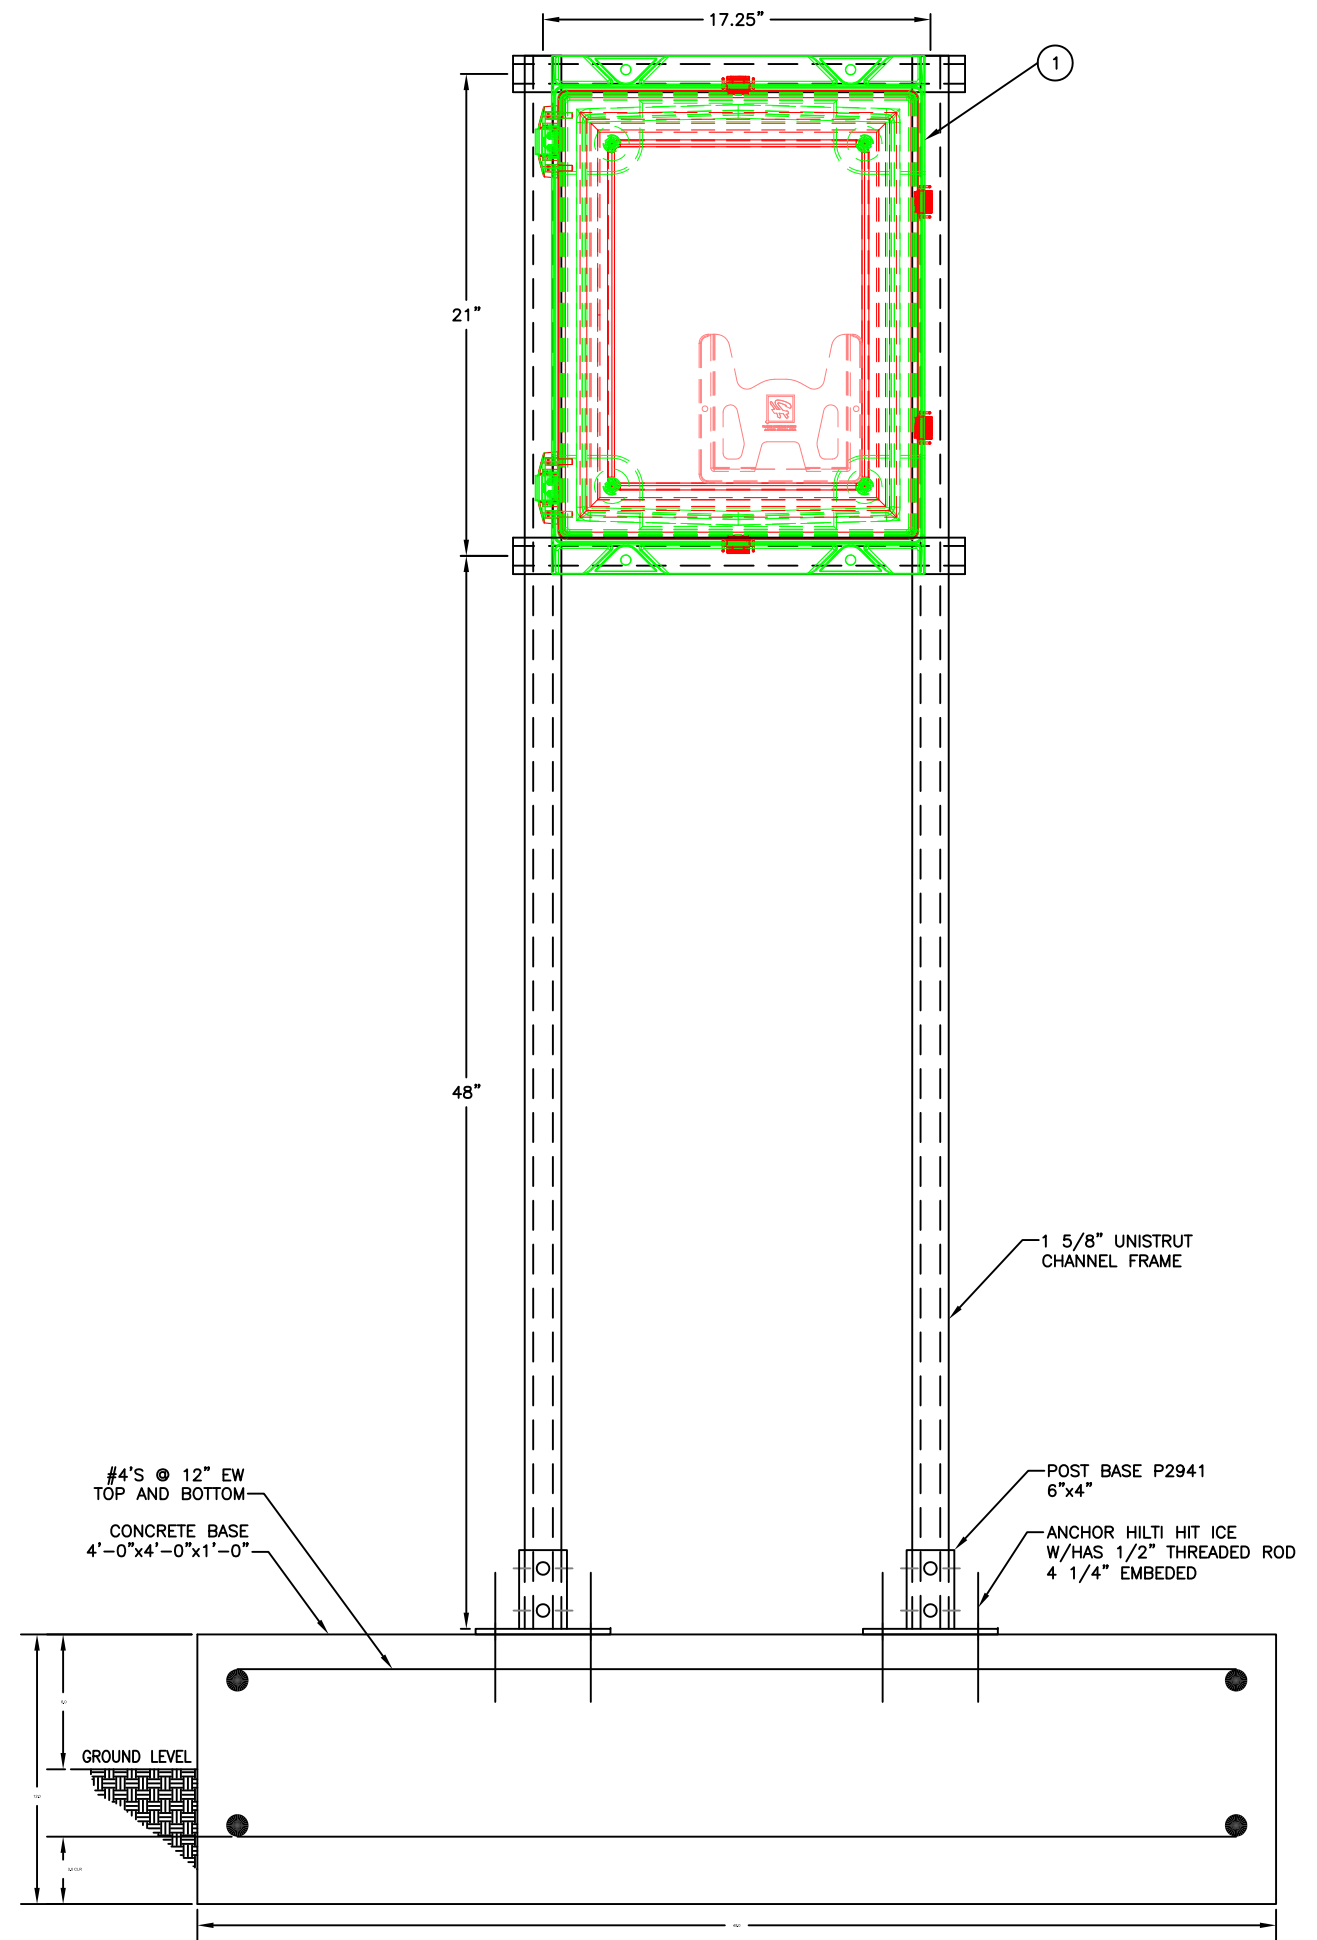 17.25"
1
21"
48"
1 5/8" UNISTRUT
CHANNEL FRAME
#4'S @ 12" EW
TOP AND BOTTOM
CONCRETE BASE
4'-0"x4'-0"x1'-0"
POST BASE P2941
6"x4"
ANCHOR HILTI HIT ICE
W/HAS 1/2" THREADED ROD
4 1/4" EMBEDED
GROUND LEVEL